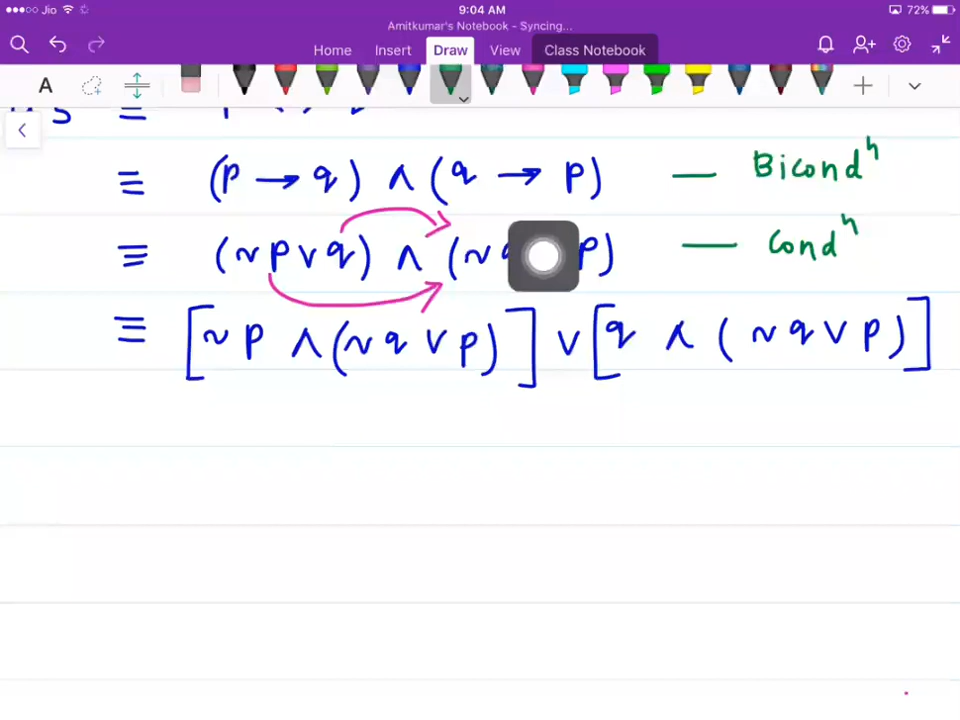 Jio 9:04 AM 72%
Amitkumar's Notebook - Syncing...
Home Insert Draw View Class Notebook
A
≡ (p → q) ∧ (q → p) — Bicondⁿ
≡ (~ p ∨ q) ∧ (~ p) — Condⁿ
≡ [~ p ∧ (~ q ∨ p)] ∨ [q ∧ (~ q ∨ p)]